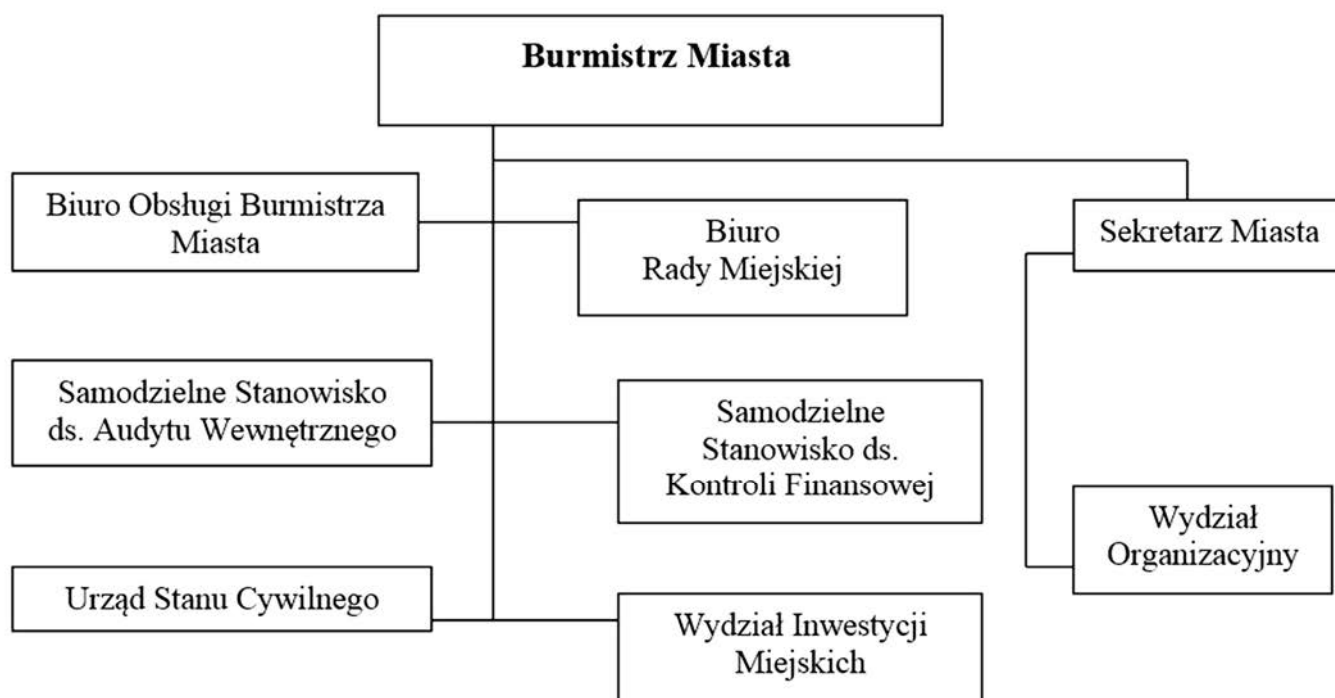 Burmistrz Miasta
Biuro Obsługi Burmistrza
Miasta
Biuro
Rady Miejskiej
Sekretarz Miasta
Samodzielne Stanowisko
ds. Audytu Wewnętrznego
Samodzielne
Stanowisko ds.
Kontroli Finansowej
Wydział
Organizacyjny
Urząd Stanu Cywilnego
Wydział Inwestycji
Miejskich